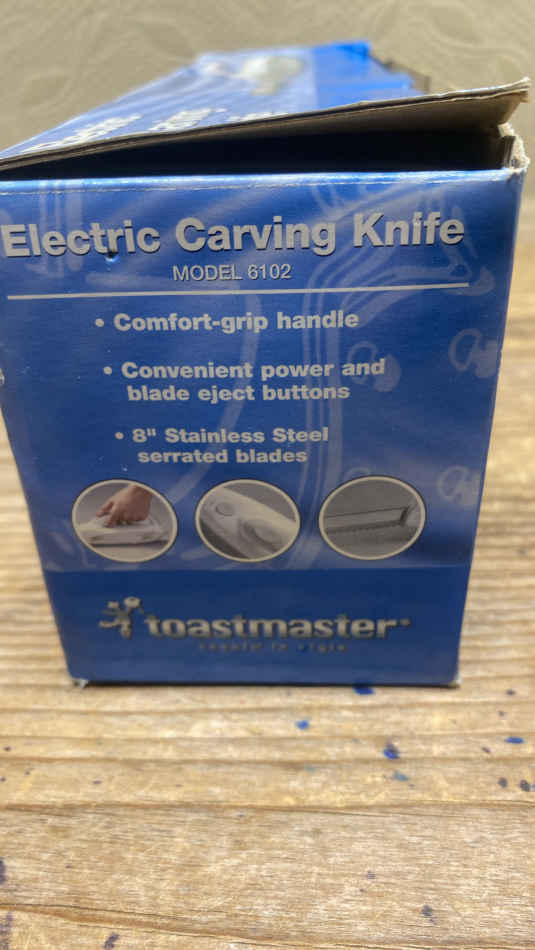 Electric Carving Knife
MODEL 6102
• Comfort-grip handle
• Convenient power and
blade eject buttons
• 8" Stainless Steel
serrated blades
toastmaster®